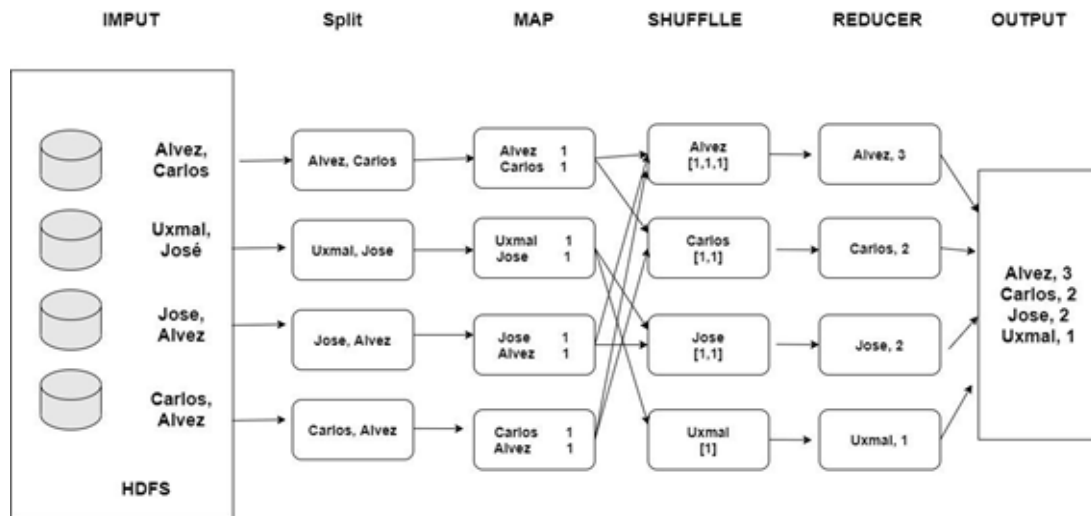 IMPUT Split MAP SHUFFLLE REDUCER OUTPUT
Alvez,
Carlos
Uxmal,
José
Jose,
Alvez
Carlos,
Alvez
HDFS
Alvez, Carlos
Uxmal, Jose
Jose, Alvez
Carlos, Alvez
Alvez 1
Carlos 1
Uxmal 1
Jose 1
Jose 1
Alvez 1
Carlos 1
Alvez 1
Alvez
[1,1,1]
Carlos
[1,1]
Jose
[1,1]
Uxmal
[1]
Alvez, 3
Carlos, 2
Jose, 2
Uxmal, 1
Alvez, 3
Carlos, 2
Jose, 2
Uxmal, 1